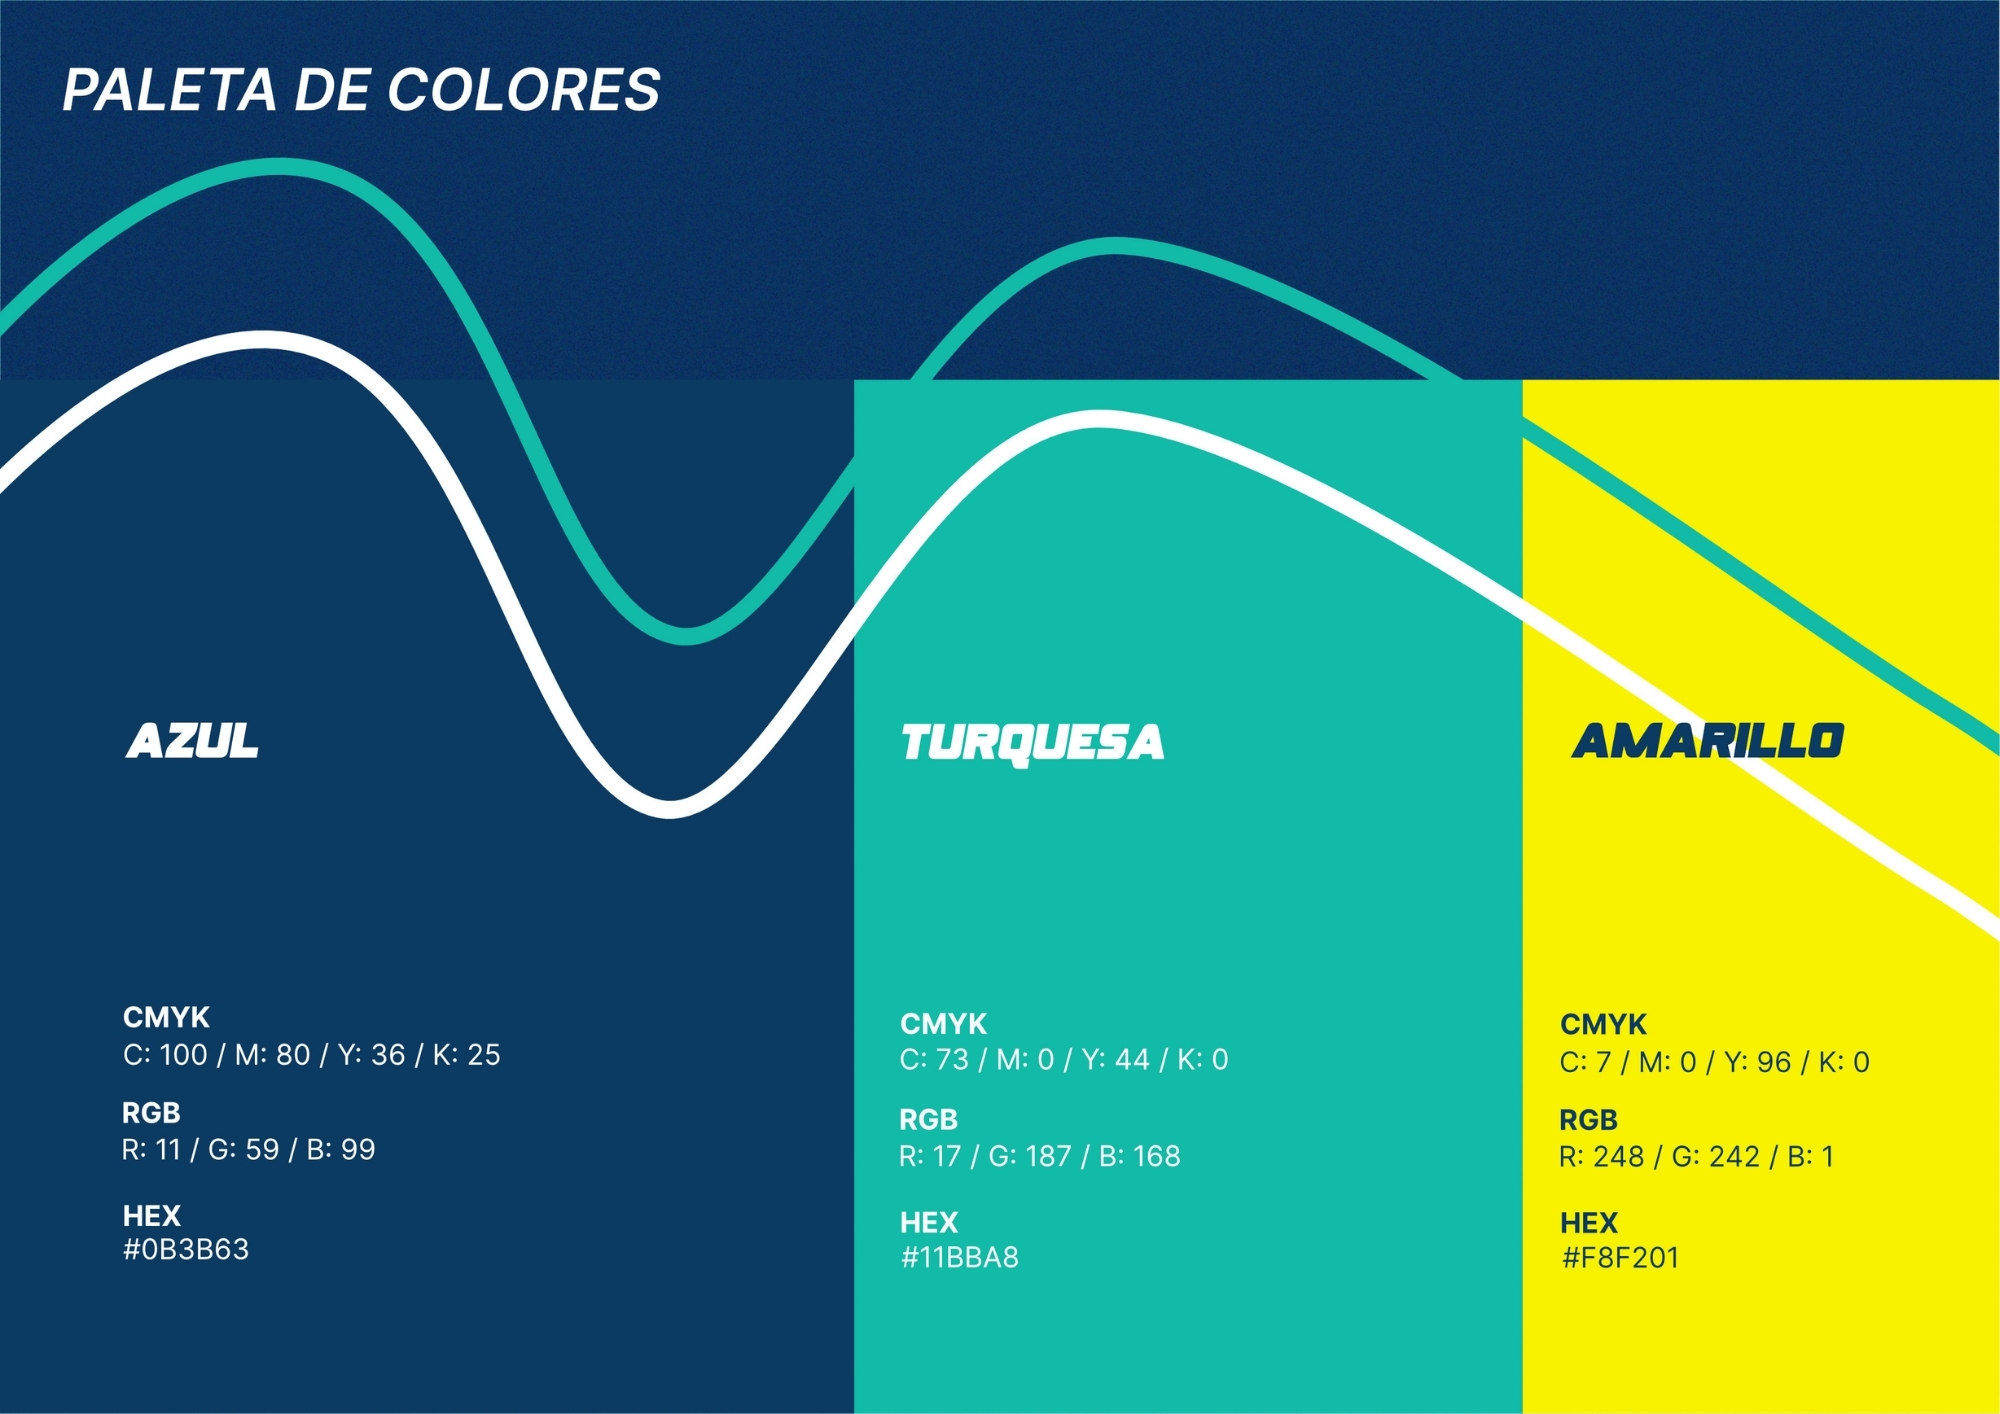 PALETA DE COLORES
AZUL
CMYK
C: 100 / M: 80 / Y: 36 / K: 25
RGB
R: 11 / G: 59 / B: 99
HEX
#0B3B63
TURQUESA
CMYK
C: 73 / M: 0 / Y: 44 / K: 0
RGB
R: 17 / G: 187 / B: 168
HEX
#11BBA8
AMARILLO
CMYK
C: 7 / M: 0 / Y: 96 / K: 0
RGB
R: 248 / G: 242 / B: 1
HEX
#F8F201